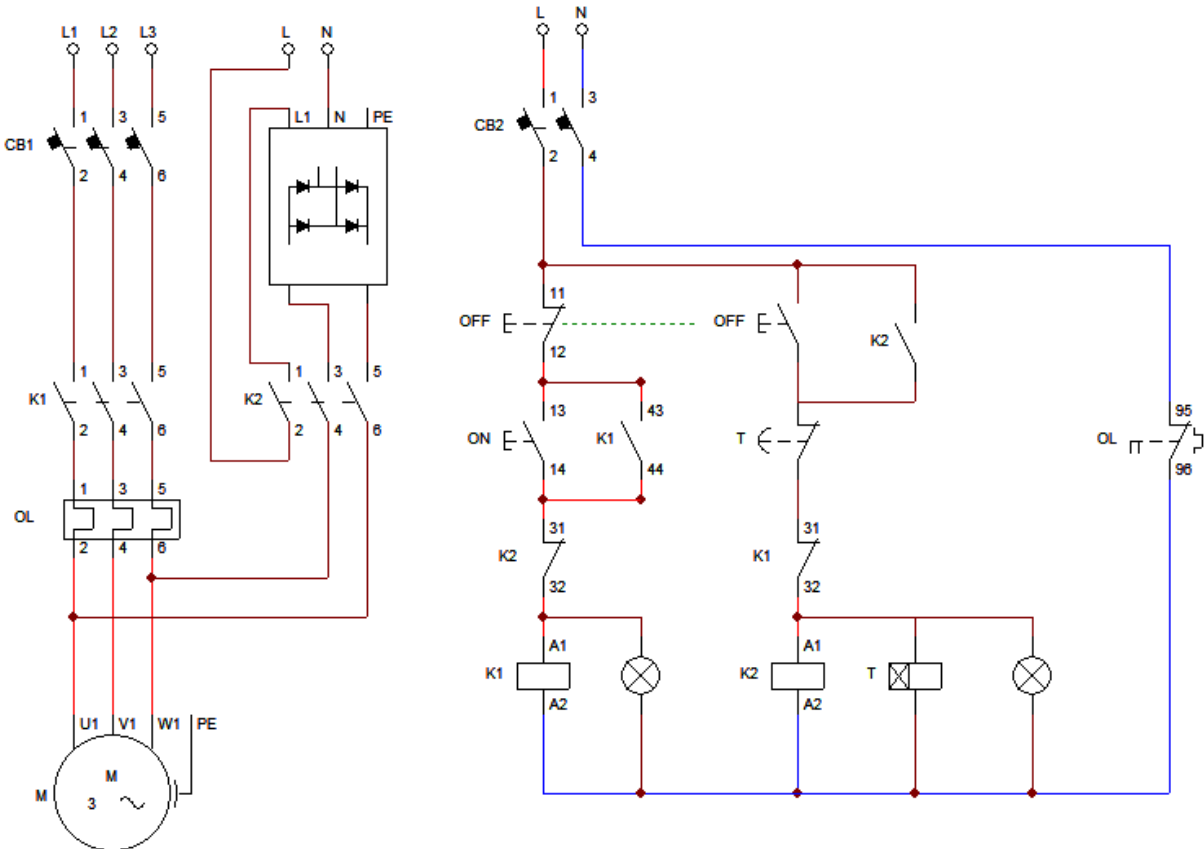 L1 L2 L3 L N
L1 N PE
CB1 1 3 5
2 4 6
K1 1 3 5
2 4 6
K2 1 3 5
2 4 6
OL 1 3 5
2 4 6
U1 V1 W1 PE
M
M
3
L N
CB2 1 3
2 4
OFF 11
12
OFF
K2
ON 13
14
K1 43
44
T
OL 95
96
K2 31
32
K1 31
32
K1 A1
A2
K2 A1
A2
T